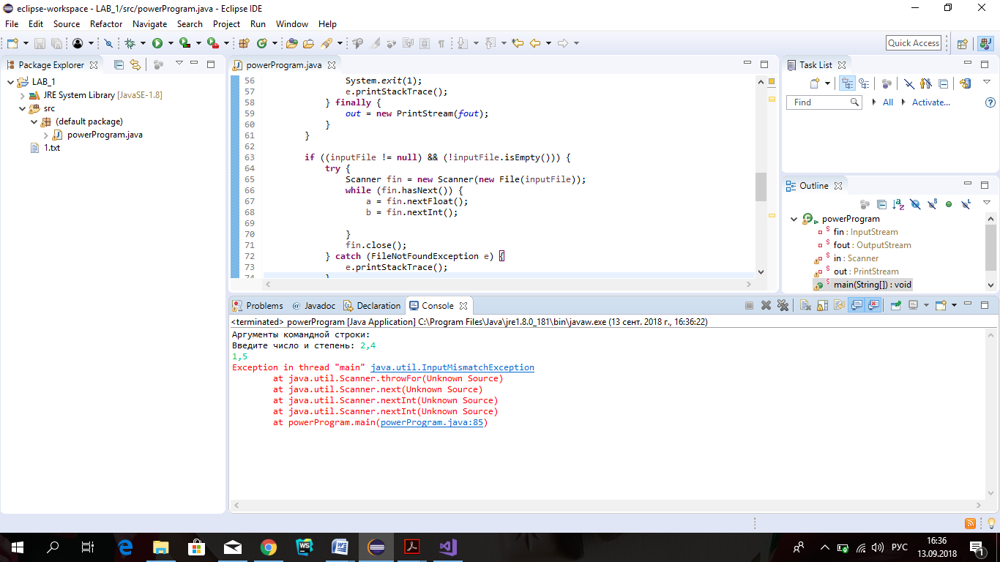 eclipse-workspace - LAB_1/src/powerProgram.java - Eclipse IDE
File Edit Source Refactor Navigate Search Project Run Window Help
Quick Access
Package Explorer
LAB_1
JRE System Library [JavaSE-1.8]
src
(default package)
powerProgram.java
1.txt
powerProgram.java
56 System.exit(1);
57 e.printStackTrace();
58 } finally {
59 out = new PrintStream(fout);
60 }
61 }
62
63 if ((inputFile != null) && (!inputFile.isEmpty())) {
64 try {
65 Scanner fin = new Scanner(new File(inputFile));
66 while (fin.hasNext()) {
67 a = fin.nextFloat();
68 b = fin.nextInt();
69
70 }
71 fin.close();
72 } catch (FileNotFoundException e) {
73 e.printStackTrace();
74 }
Task List
Find All Activate...
Outline
powerProgram
fin : InputStream
fout : OutputStream
in : Scanner
out : PrintStream
main(String[]) : void
Problems @ Javadoc Declaration Console
<terminated> powerProgram [Java Application] C:\Program Files\Java\jre1.8.0_181\bin\javaw.exe (13 сент. 2018 г., 16:36:22)
Аргументы командной строки:
Введите число и степень: 2,4
1,5
Exception in thread "main" java.util.InputMismatchException
at java.util.Scanner.throwFor(Unknown Source)
at java.util.Scanner.next(Unknown Source)
at java.util.Scanner.nextInt(Unknown Source)
at java.util.Scanner.nextInt(Unknown Source)
at powerProgram.main(powerProgram.java:85)
РУС
16:36
13.09.2018